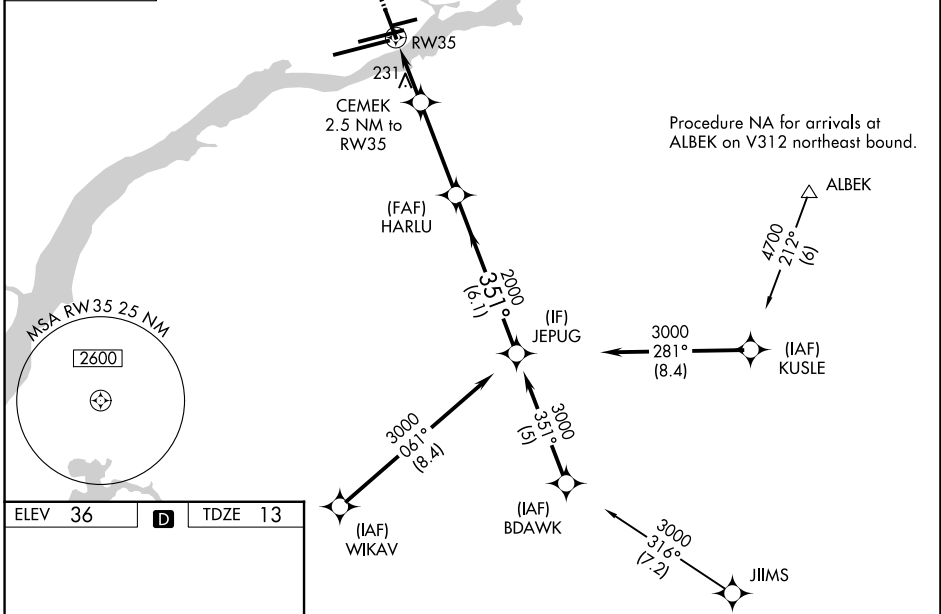 RW35
231
CEMEK
2.5 NM to
RW35
Procedure NA for arrivals at
ALBEK on V312 northeast bound.
ALBEK
(FAF)
HARLU
4700
212°
(6)
2000
351°
(6.1)
MSA RW35 25 NM
2600
(IF)
JEPUG
3000
281°
(8.4)
(IAF)
KUSLE
3000
061°
(8.4)
3000
351°
(5)
ELEV 36
D
TDZE 13
(IAF)
WIKAV
(IAF)
BDAWK
3000
316°
(7.2)
JIIMS